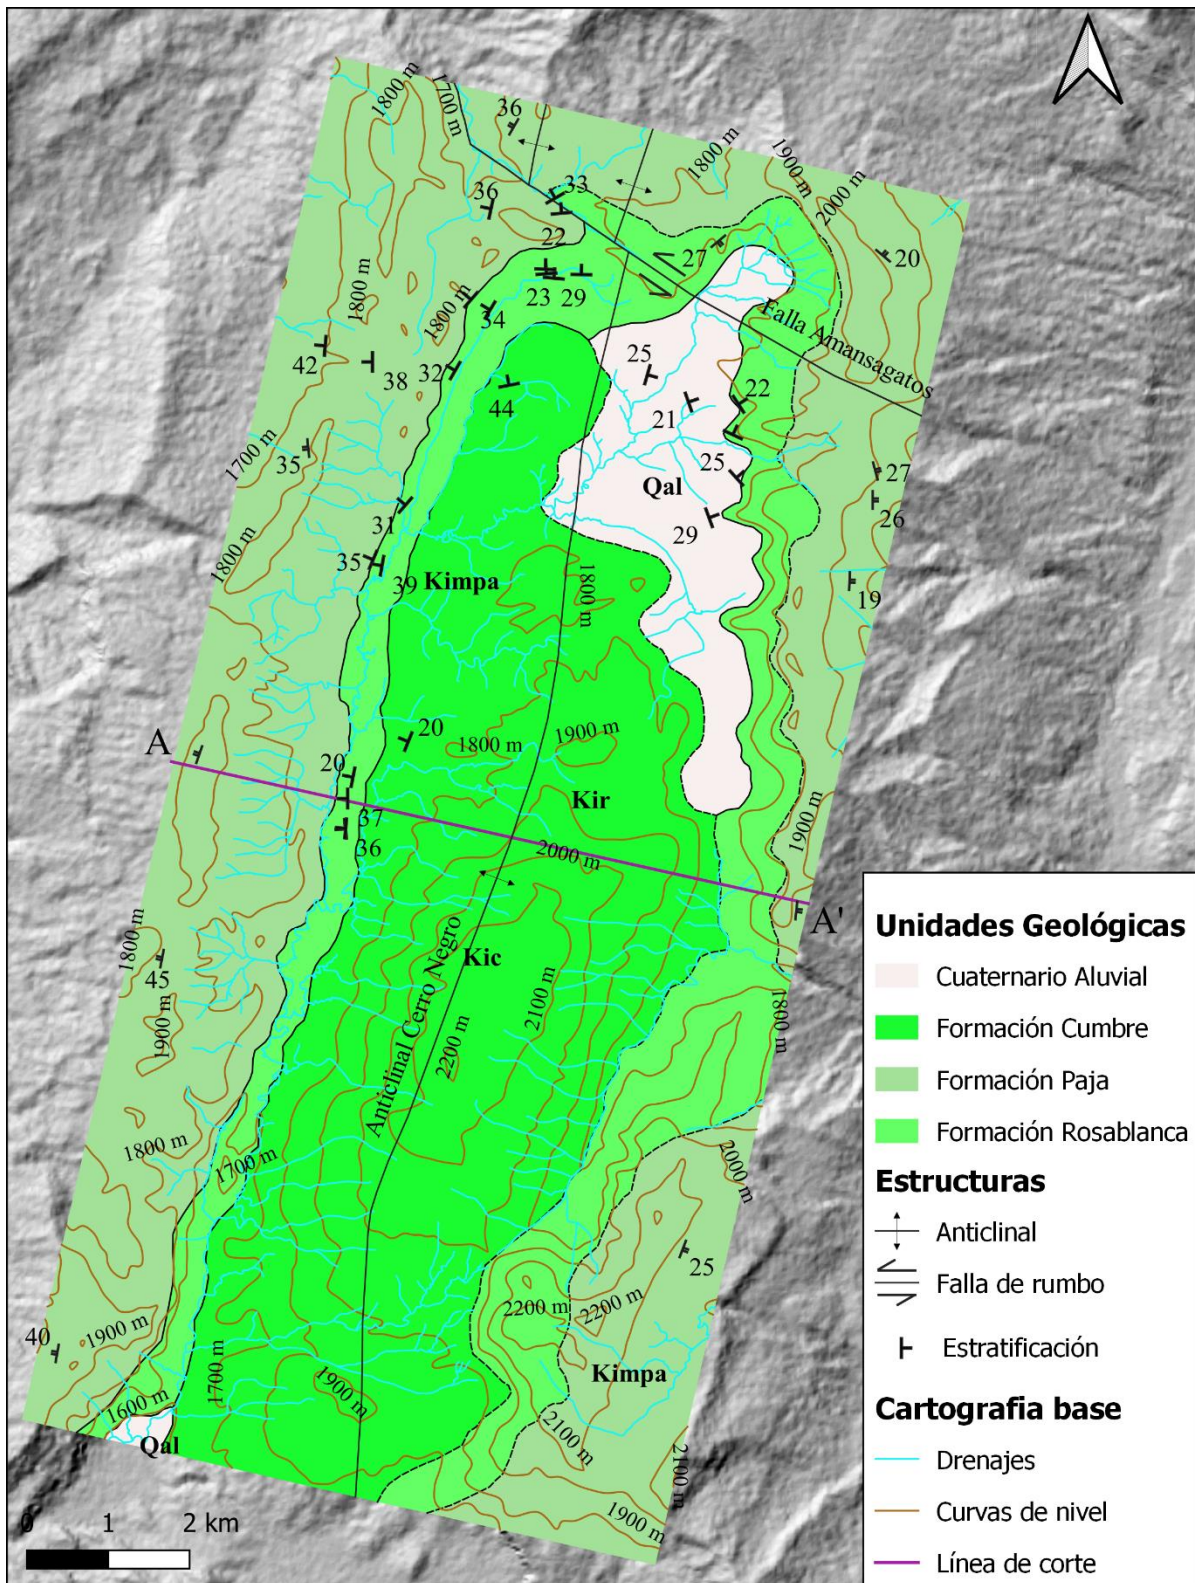 1800 m
1700 m
36
1800 m
1900 m
2000 m
33
36
22
27
20
1800 m
23
29
1800 m
34
Falla Amansagatos
42
38
32
25
44
21
22
1700 m
35
27
25
Qal
26
31
29
1800 m
35
39
Kimpa
1800 m
19
A
20
1800 m
1900 m
20
Kir
37
36
2000 m
1900 m
A'
1800 m
45
Kic
Anticlinal Cerro Negro
2100 m
2200 m
1900 m
1800 m
1800 m
1700 m
2000 m
25
2200 m
2200 m
40
1900 m
1700 m
1900 m
Kimpa
1600 m
Qal
2100 m
2100 m
1900 m
0 1 2 km
Unidades Geológicas
Cuaternario Aluvial
Formación Cumbre
Formación Paja
Formación Rosablanca
Estructuras
Anticlinal
Falla de rumbo
Estratificación
Cartografia base
Drenajes
Curvas de nivel
Línea de corte